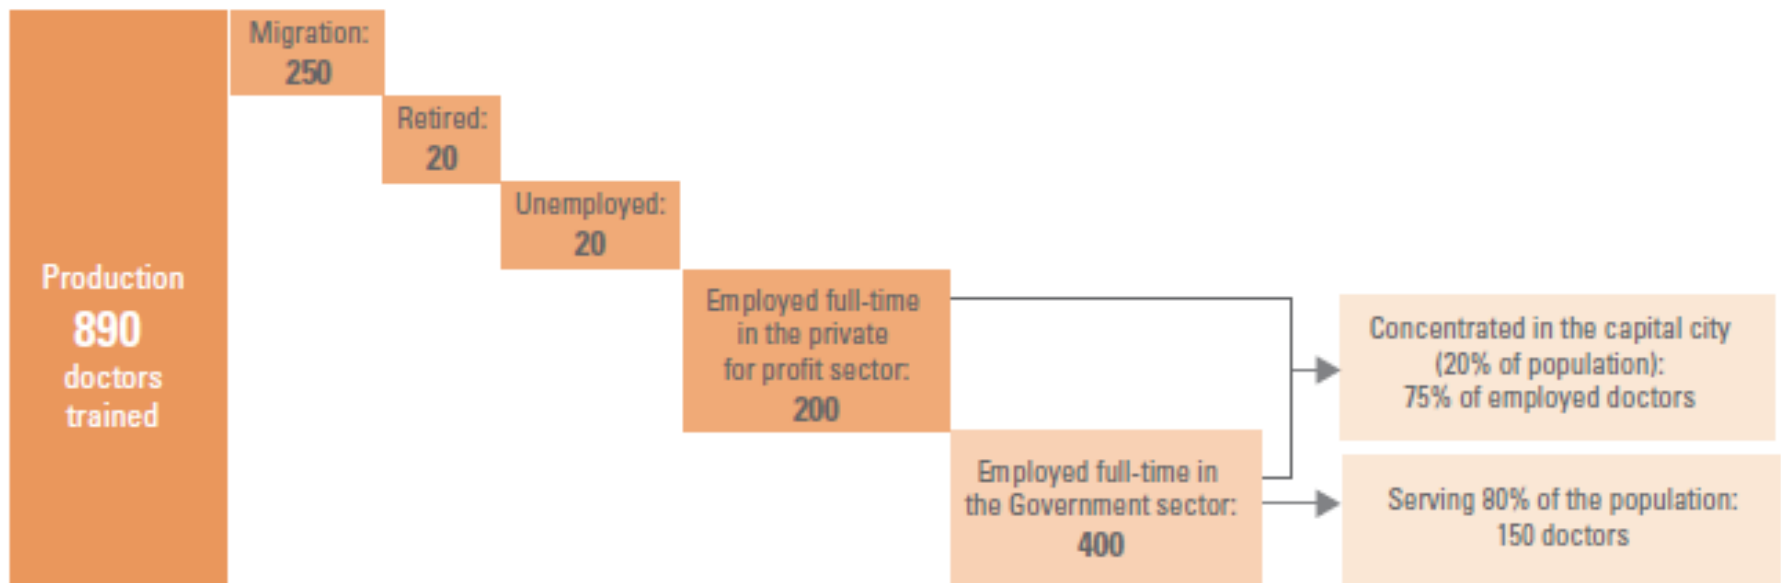 Production
890
doctors
trained
Migration:
250
Retired:
20
Unemployed:
20
Employed full-time
in the private
for profit sector:
200
Employed full-time in
the Government sector:
400
Concentrated in the capital city
(20% of population):
75% of employed doctors
Serving 80% of the population:
150 doctors